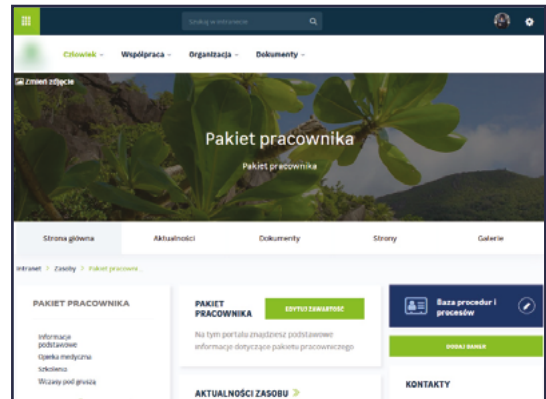 Szukaj w intranecie
Człowiek
Współpraca
Organizacja
Dokumenty
Zmień zdjęcie
Pakiet pracownika
Pakiet pracownika
Strona główna
Aktualności
Dokumenty
Strony
Galerie
Intranet > Zasoby > Pakiet pracowni...
PAKIET PRACOWNIKA
Informacje
podstawowe
Opieka medyczna
Szkolenia
Wczasy pod gruszą
PAKIET
PRACOWNIKA
EDYTUJ ZAWARTOŚĆ
Na tym portalu znajdziesz podstawowe
informacje dotyczące pakietu pracowniczego.
AKTUALNOŚCI ZASOBU
Baza procedur i
procesów
DODAJ BANER
KONTAKTY